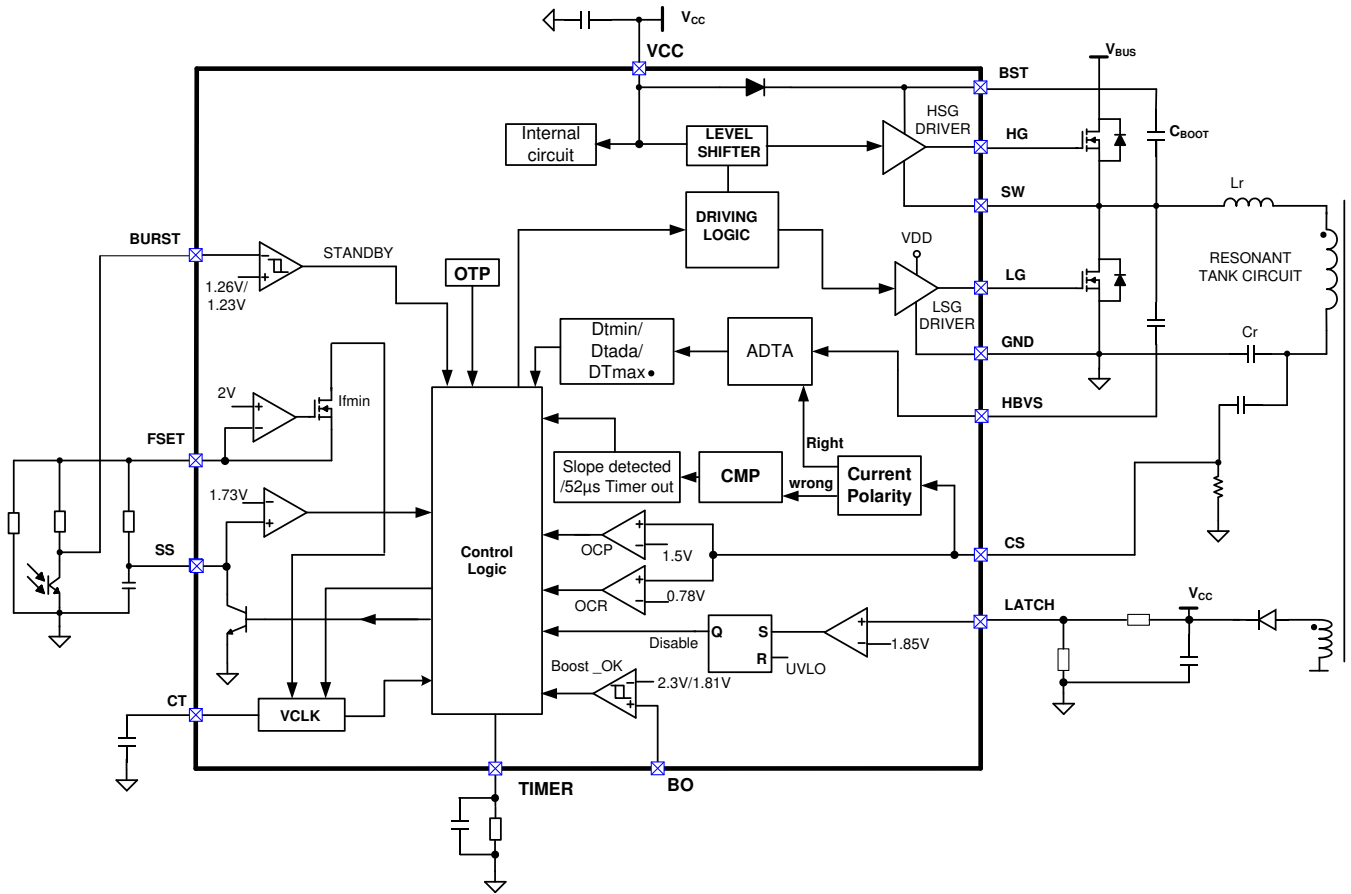 VCC
VCC
VBUS
BST
HSG
DRIVER
HG
CBOOT
Internal
circuit
LEVEL
SHIFTER
SW
Lr
BURST
STANDBY
1.26V/
1.23V
OTP
DRIVING
LOGIC
VDD
LG
LSG
DRIVER
RESONANT
TANK CIRCUIT
GND
Cr
Dtmin/
Dtada/
DTmax•
ADTA
HBVS
2V
Ifmin
FSET
Right
wrong
Slope detected
/52µs Timer out
CMP
Current
Polarity
1.73V
SS
Control
Logic
OCP
1.5V
CS
OCR
0.78V
LATCH
VCC
Disable
Q
S
R
UVLO
1.85V
Boost _OK
2.3V/1.81V
CT
VCLK
TIMER
BO